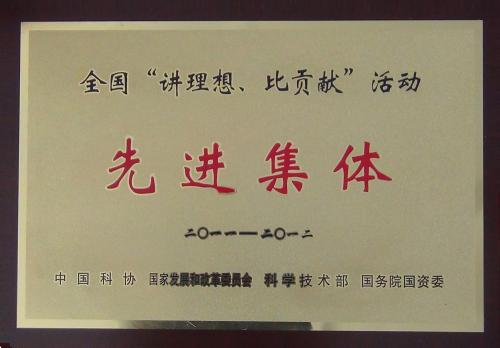 全国“讲理想、比贡献”活动
先进集体
二〇一一—二〇一二
中国科协 国家发展和改革委员会 科学技术部 国务院国资委